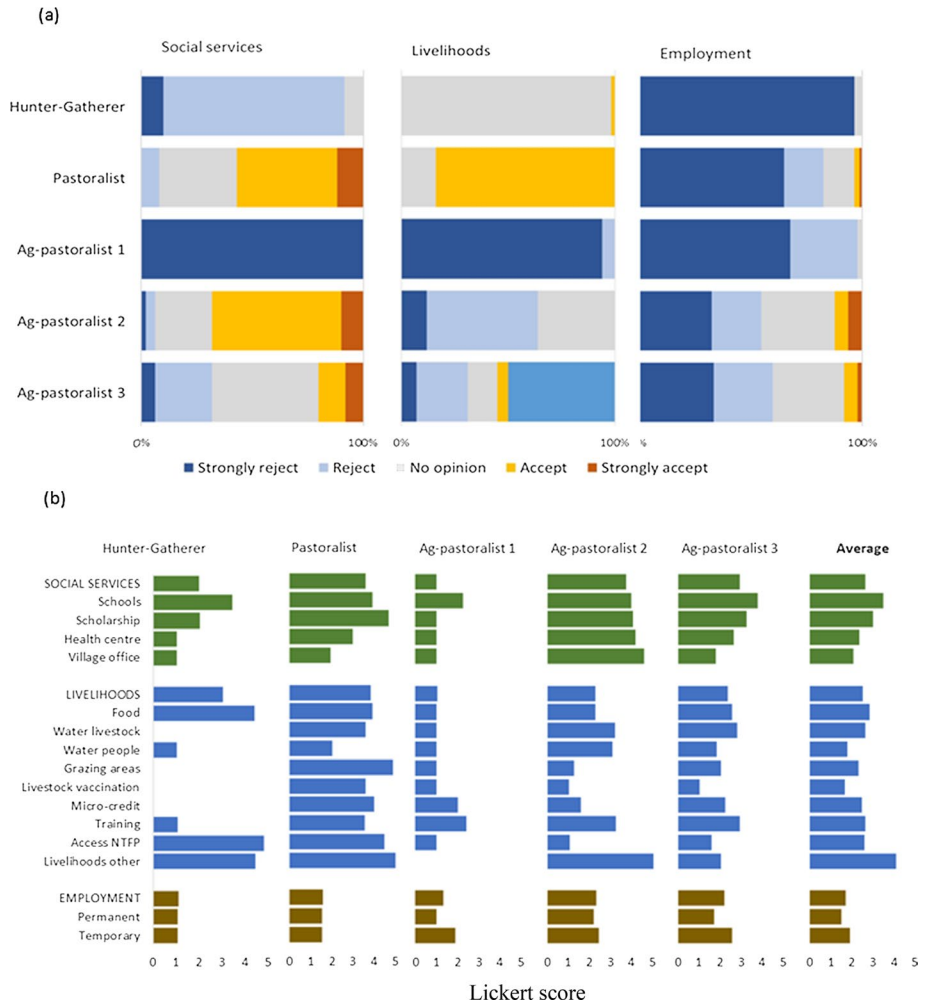 (a)
Social services Livelihoods Employment
Hunter-Gatherer
Pastoralist
Ag-pastoralist 1
Ag-pastoralist 2
Ag-pastoralist 3
0% 100% 0% 100% % 100%
Strongly reject Reject No opinion Accept Strongly accept
(b)
Hunter-Gatherer Pastoralist Ag-pastoralist 1 Ag-pastoralist 2 Ag-pastoralist 3 Average
SOCIAL SERVICES
Schools
Scholarship
Health centre
Village office
LIVELIHOODS
Food
Water livestock
Water people
Grazing areas
Livestock vaccination
Micro-credit
Training
Access NTFP
Livelihoods other
EMPLOYMENT
Permanent
Temporary
0 1 2 3 4 5 0 1 2 3 4 5 0 1 2 3 4 5 0 1 2 3 4 5 0 1 2 3 4 5 0 1 2 3 4 5
Lickert score